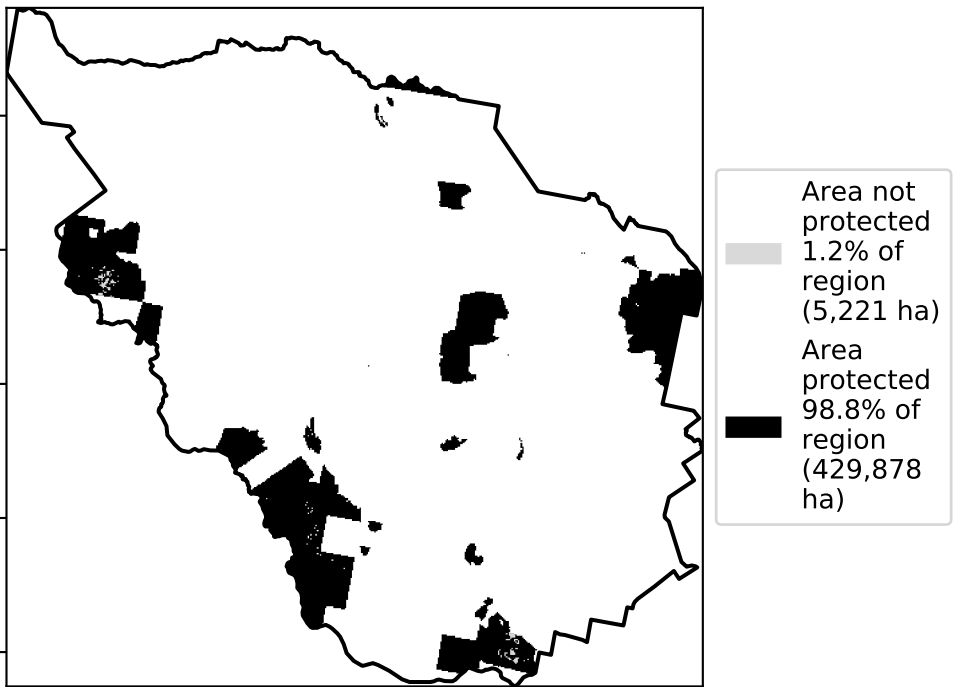 Area not
protected
1.2% of
region
(5,221 ha)
Area
protected
98.8% of
region
(429,878
ha)